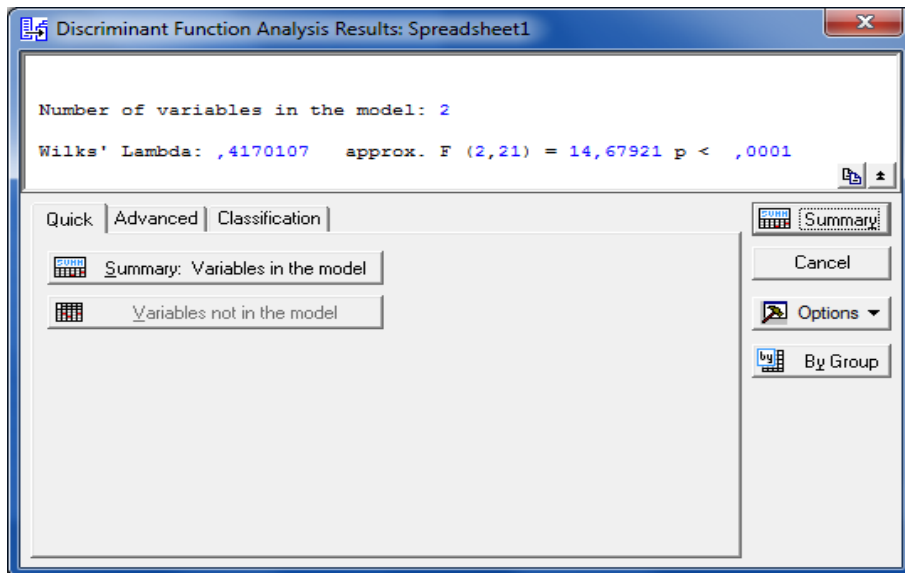 Discriminant Function Analysis Results: Spreadsheet1
Number of variables in the model: 2
Wilks' Lambda: ,4170107 approx. F (2,21) = 14,67921 p < ,0001
Quick Advanced Classification
Summary
Summary: Variables in the model
Cancel
Variables not in the model
Options
By Group